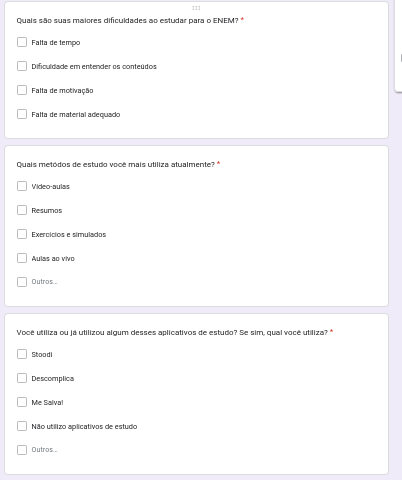 Quais são suas maiores dificuldades ao estudar para o ENEM? *
Falta de tempo
Dificuldade em entender os conteúdos
Falta de motivação
Falta de material adequado
Quais metódos de estudo você mais utiliza atualmente? *
Vídeo-aulas
Resumos
Exercícios e simulados
Aulas ao vivo
Outros...
Você utiliza ou já utilizou algum desses aplicativos de estudo? Se sim, qual você utiliza? *
Stoodi
Descomplica
Me Salva!
Não utilizo aplicativos de estudo
Outros...